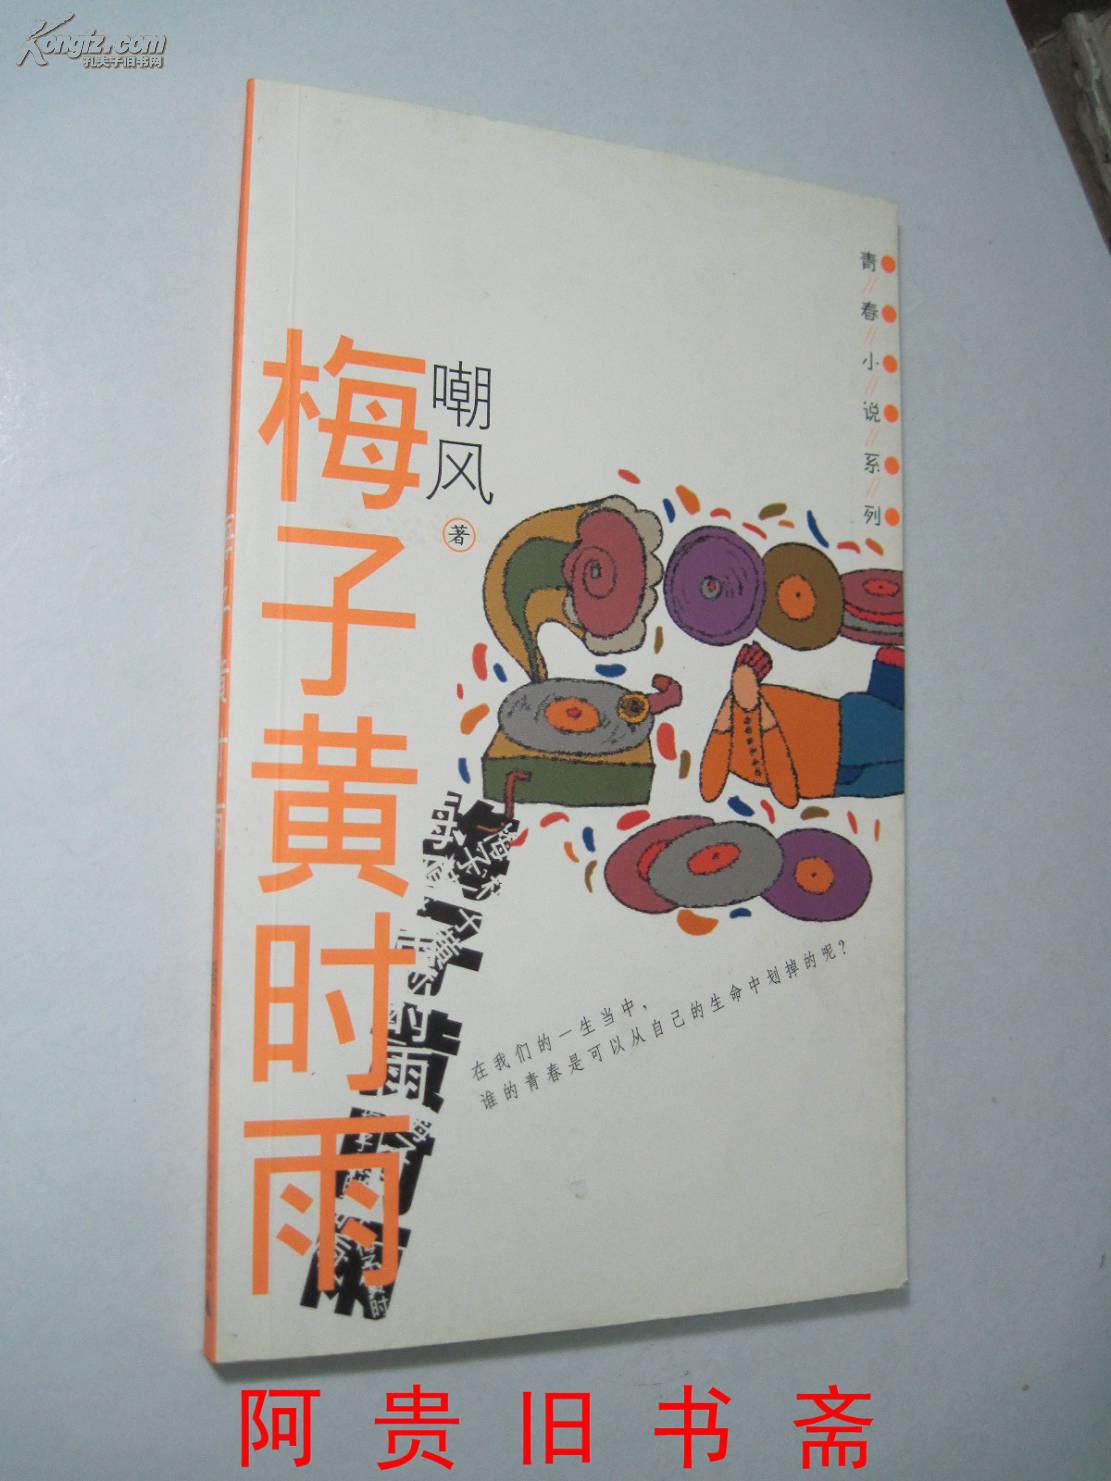 Kongfz.com
孔夫子旧书网
青//春//小//说//系//列
梅子黄时雨
嘲风
著
在我们的一生当中，
谁的青春是可以从自己的生命中划掉的呢？
阿贵旧书斋